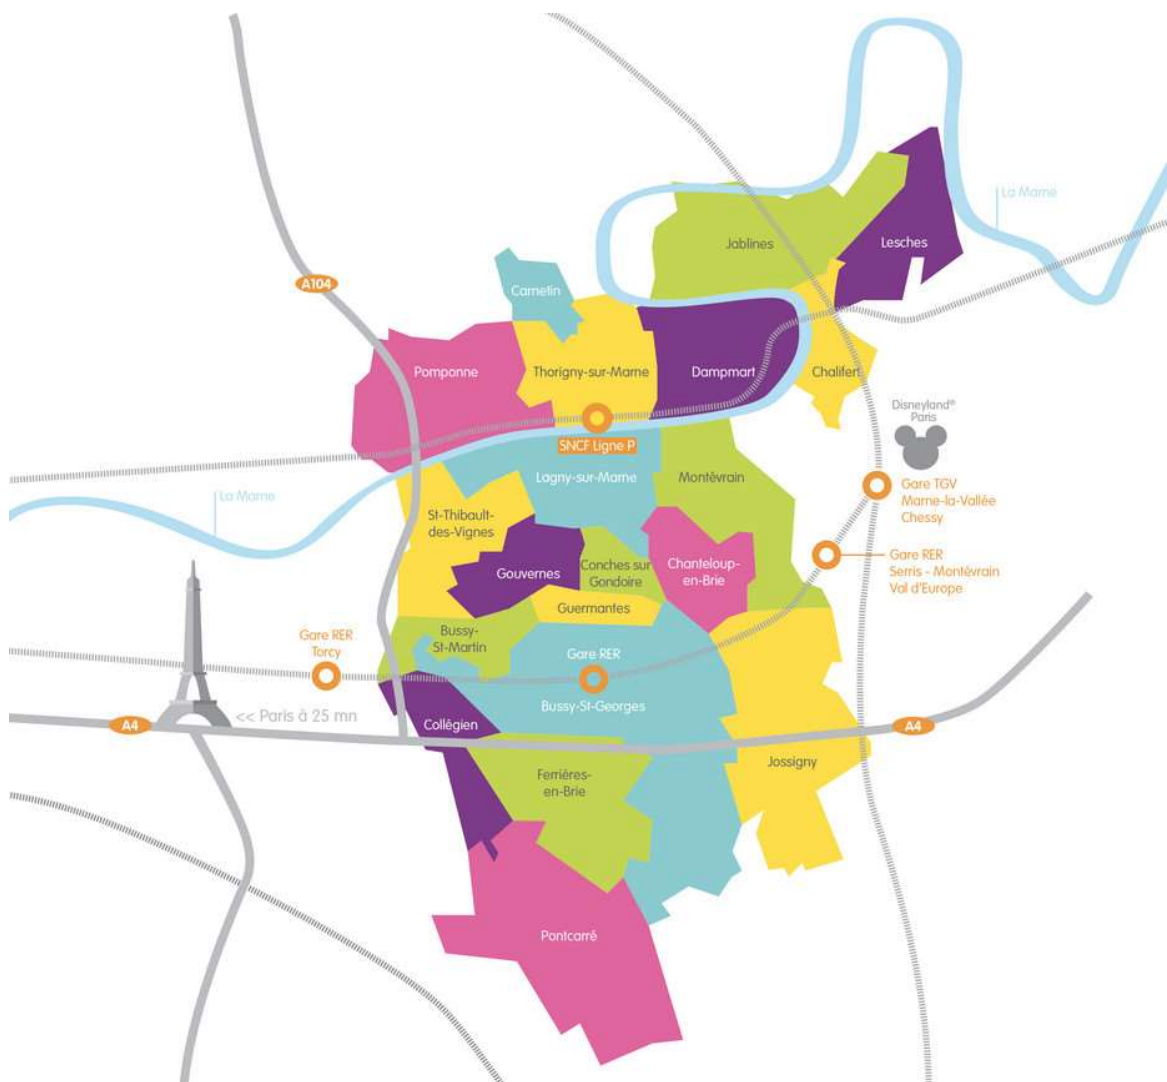 La Marne
Jablines
Lesches
A104
Carnetin
Pomponne
Thorigny-sur-Marne
Dampmart
Chalifert
Disneyland®
Paris
SNCF Ligne P
Lagny-sur-Marne
Montévrain
Gare TGV
Marne-la-Vallée
Chessy
La Marne
St-Thibault-
des-Vignes
Gouvernes
Conches sur
Gondoire
Chanteloup-
en-Brie
Gare RER
Serris - Montévrain
Val d'Europe
Guermantes
Bussy-
St-Martin
Gare RER
Torcy
Gare RER
Bussy-St-Georges
<< Paris à 25 mn
A4
Collégien
A4
Jossigny
Ferrières-
en-Brie
Pontcarré